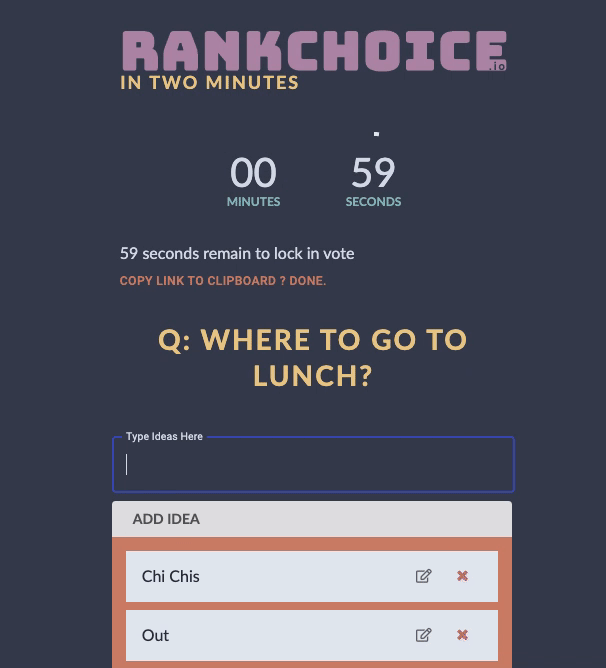 RANKCHOICE
.io
IN TWO MINUTES
00
59
MINUTES
SECONDS
59 seconds remain to lock in vote
COPY LINK TO CLIPBOARD ? DONE.
Q: WHERE TO GO TO
LUNCH?
Type Ideas Here
ADD IDEA
Chi Chis
Out